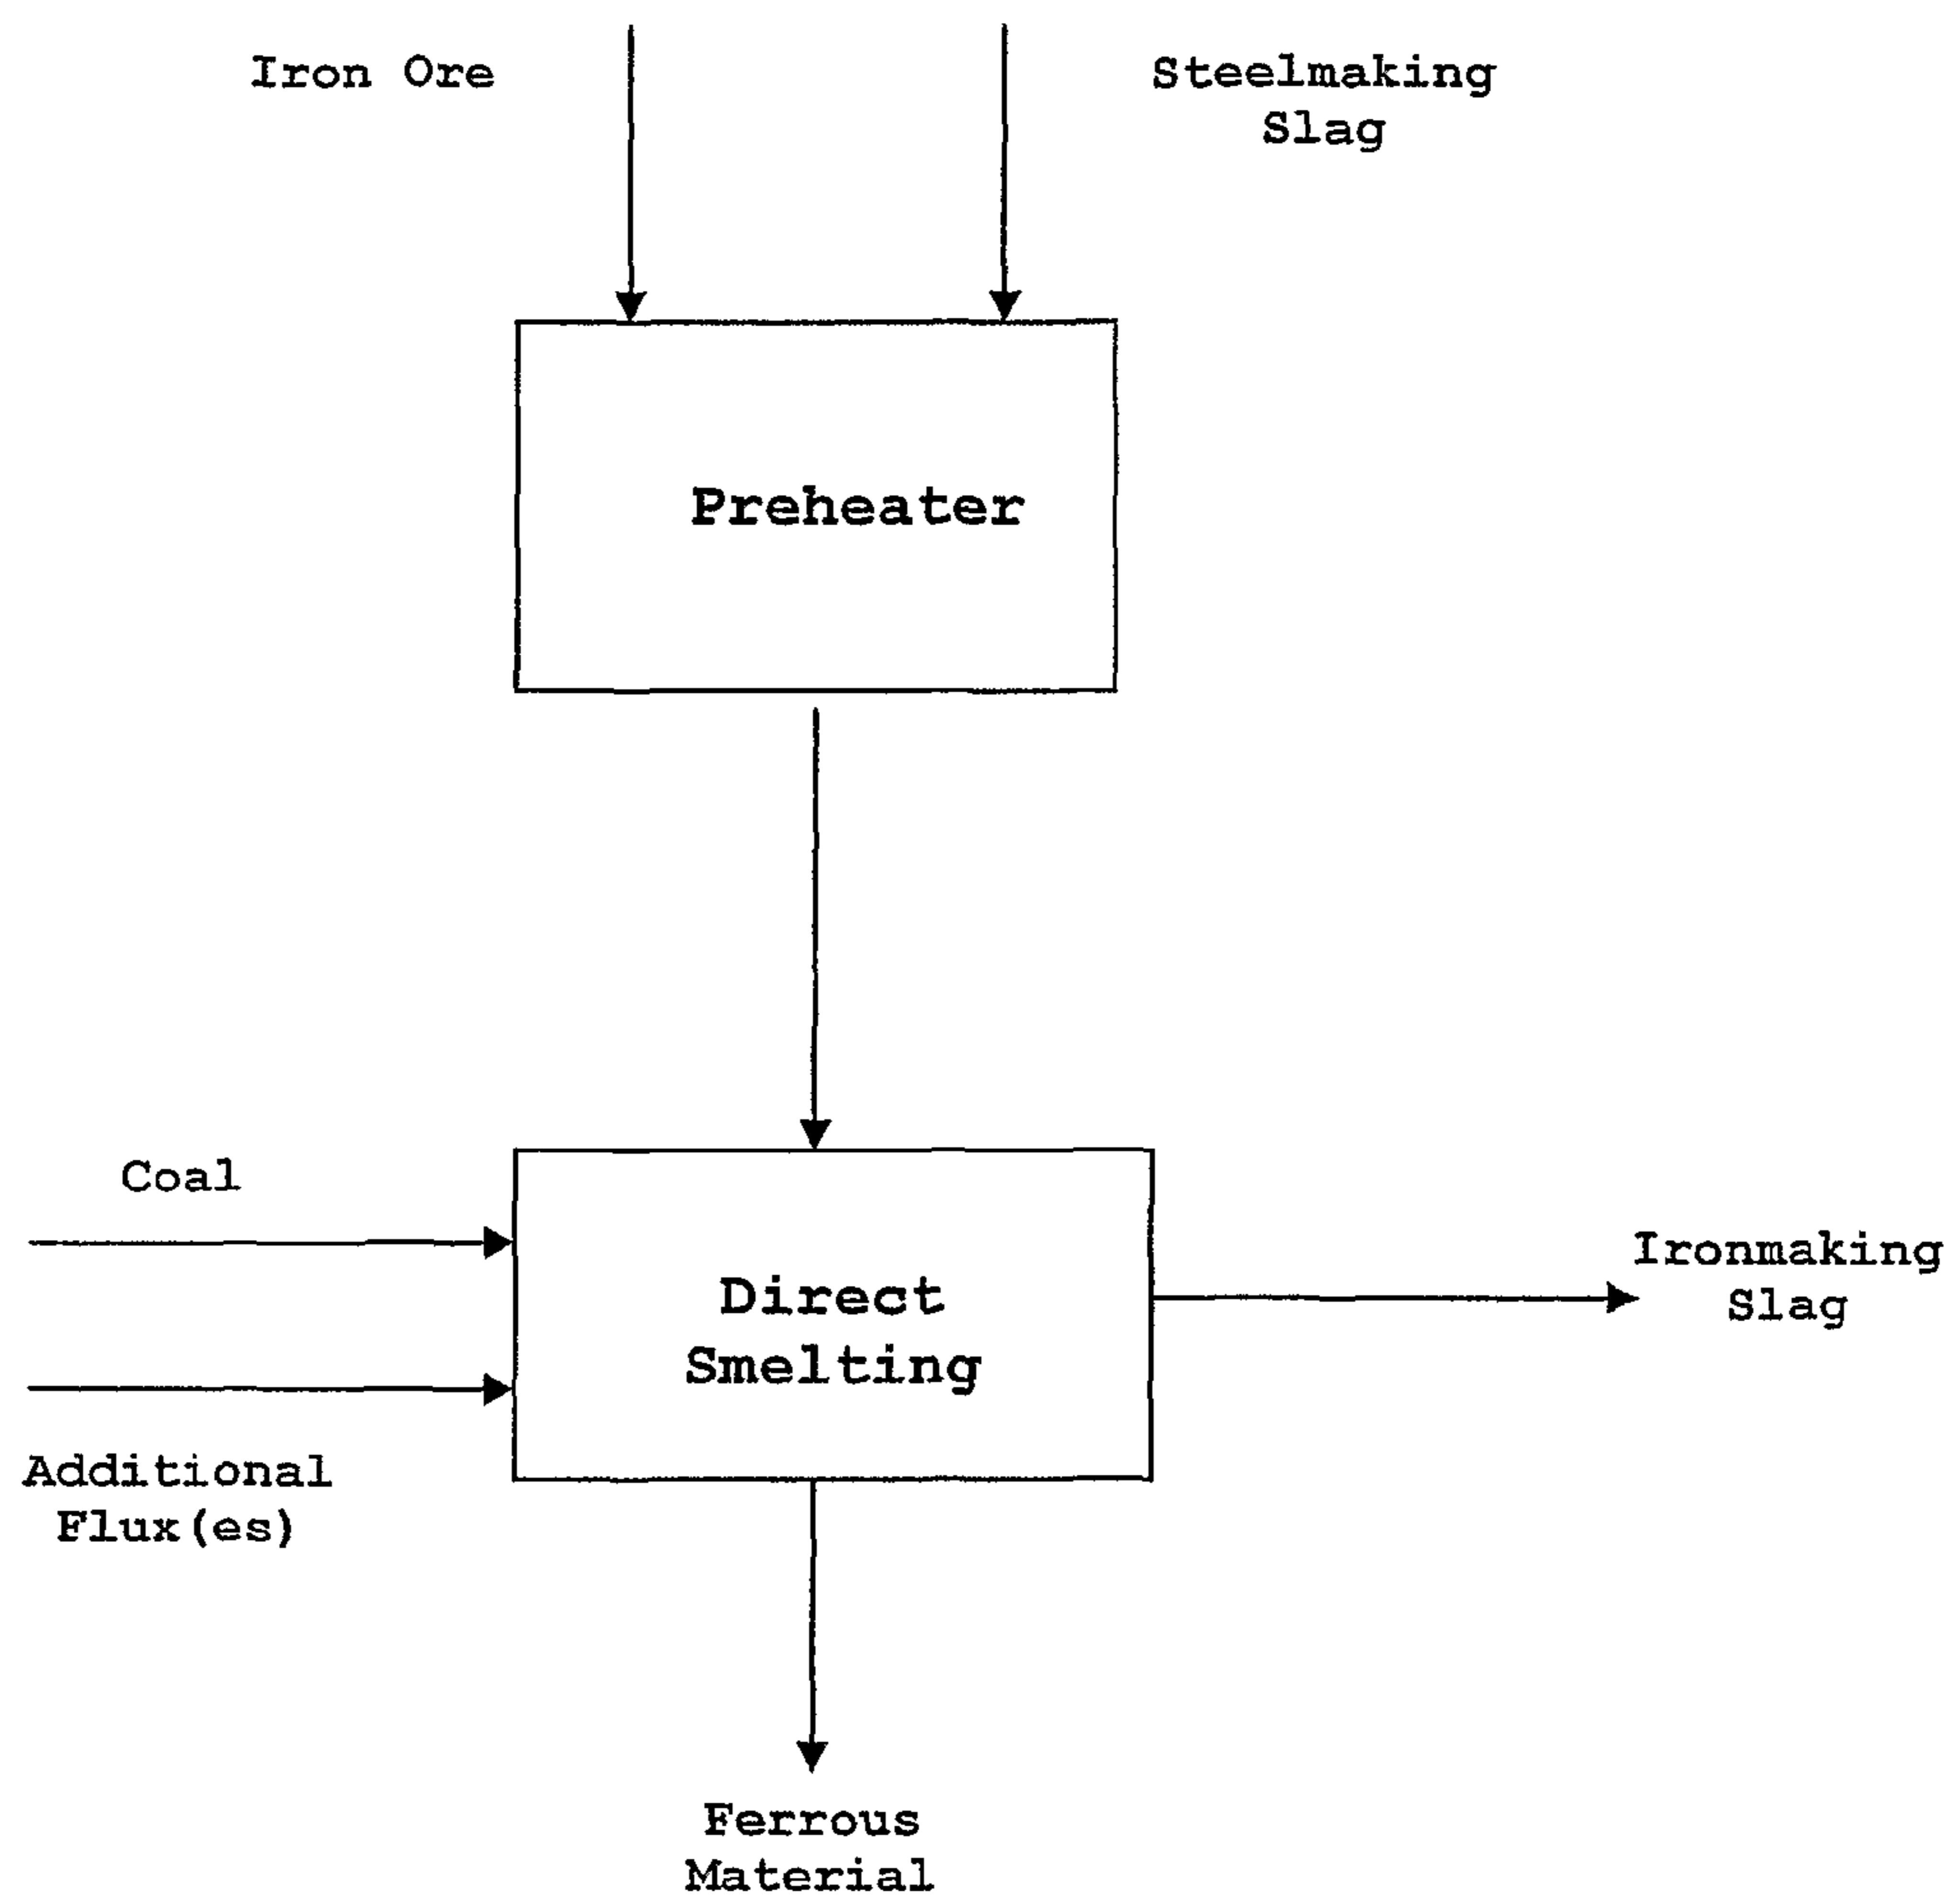 Iron Ore
Steelmaking
Slag
Preheater
Coal
Direct
Smelting
Ironmaking
Slag
Additional
Flux(es)
Ferrous
Material